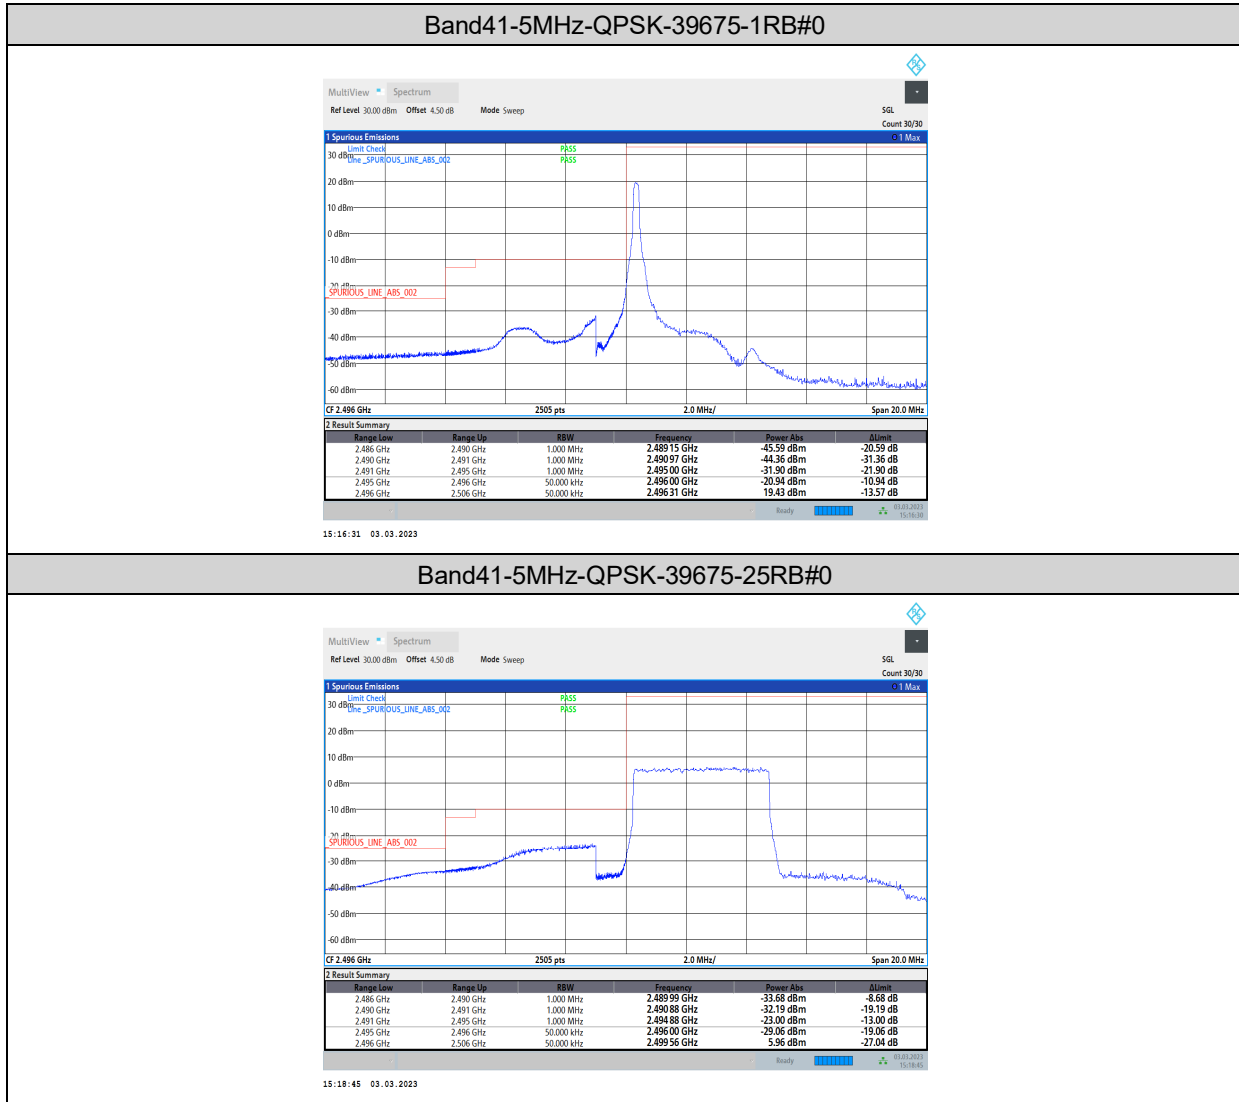 Band41-5MHz-QPSK-39675-1RB#0
MultiView Spectrum
Ref Level 30.00 dBm Offset 4.50 dB Mode Sweep SGL
Count 30/30
1 Spurious Emissions 1 Max
Limit Check PASS
30 dBm Line _SPURIOUS_LINE_ABS_002 PASS
20 dBm
10 dBm
0 dBm
-10 dBm
-20 dBm
_SPURIOUS_LINE_ABS_002
-30 dBm
-40 dBm
-50 dBm
-60 dBm
CF 2.496 GHz 2505 pts 2.0 MHz/ Span 20.0 MHz
2 Result Summary
Range Low Range Up RBW Frequency Power Abs ΔLimit
2.486 GHz 2.490 GHz 1.000 MHz 2.489 15 GHz -45.59 dBm -20.59 dB
2.490 GHz 2.491 GHz 1.000 MHz 2.490 97 GHz -44.36 dBm -31.36 dB
2.491 GHz 2.495 GHz 1.000 MHz 2.495 00 GHz -31.90 dBm -21.90 dB
2.495 GHz 2.496 GHz 50.000 kHz 2.496 00 GHz -20.94 dBm -10.94 dB
2.496 GHz 2.506 GHz 50.000 kHz 2.496 31 GHz 19.43 dBm -13.57 dB
Ready 03.03.2023
15:16:30
15:16:31 03.03.2023
Band41-5MHz-QPSK-39675-25RB#0
MultiView Spectrum
Ref Level 30.00 dBm Offset 4.50 dB Mode Sweep SGL
Count 30/30
1 Spurious Emissions 1 Max
Limit Check PASS
30 dBm Line _SPURIOUS_LINE_ABS_002 PASS
20 dBm
10 dBm
0 dBm
-10 dBm
-20 dBm
_SPURIOUS_LINE_ABS_002
-30 dBm
-40 dBm
-50 dBm
-60 dBm
CF 2.496 GHz 2505 pts 2.0 MHz/ Span 20.0 MHz
2 Result Summary
Range Low Range Up RBW Frequency Power Abs ΔLimit
2.486 GHz 2.490 GHz 1.000 MHz 2.489 99 GHz -33.68 dBm -8.68 dB
2.490 GHz 2.491 GHz 1.000 MHz 2.490 88 GHz -32.19 dBm -19.19 dB
2.491 GHz 2.495 GHz 1.000 MHz 2.494 88 GHz -23.00 dBm -13.00 dB
2.495 GHz 2.496 GHz 50.000 kHz 2.496 00 GHz -29.06 dBm -19.06 dB
2.496 GHz 2.506 GHz 50.000 kHz 2.499 56 GHz 5.96 dBm -27.04 dB
Ready 03.03.2023
15:18:45
15:18:45 03.03.2023